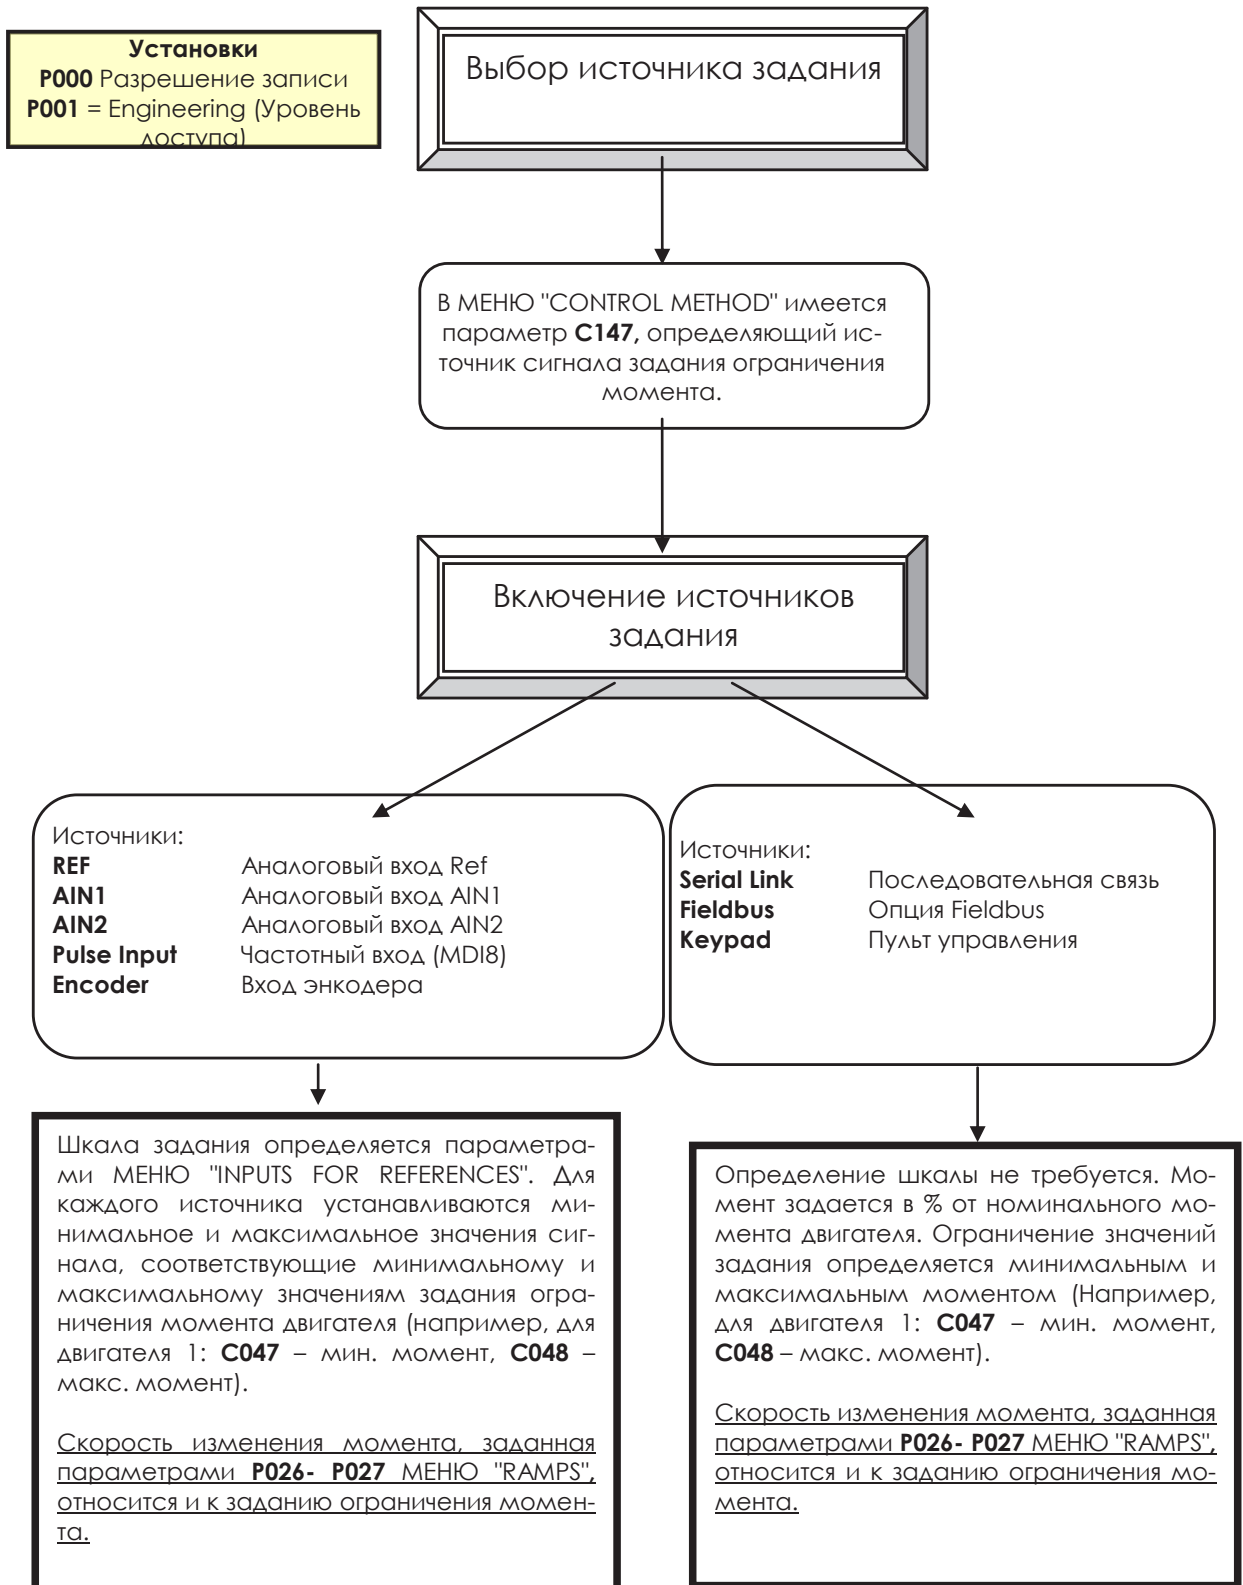 Установки
P000 Разрешение записи
P001 = Engineering (Уровень
доступа)
Выбор источника задания
В МЕНЮ "CONTROL METHOD" имеется
параметр C147, определяющий ис-
точник сигнала задания ограничения
момента.
Включение источников
задания
Источники:
REF Аналоговый вход Ref
AIN1 Аналоговый вход AIN1
AIN2 Аналоговый вход AIN2
Pulse Input Частотный вход (MDI8)
Encoder Вход энкодера
Источники:
Serial Link Последовательная связь
Fieldbus Опция Fieldbus
Keypad Пульт управления
Шкала задания определяется параметра-
ми МЕНЮ "INPUTS FOR REFERENCES". Для
каждого источника устанавливаются ми-
нимальное и максимальное значения сиг-
нала, соответствующие минимальному и
максимальному значениям задания огра-
ничения момента двигателя (например, для
двигателя 1: C047 – мин. момент, C048 –
макс. момент).
Скорость изменения момента, заданная
параметрами P026- P027 МЕНЮ "RAMPS",
относится и к заданию ограничения момен-
та.
Определение шкалы не требуется. Мо-
мент задается в % от номинального мо-
мента двигателя. Ограничение значений
задания определяется минимальным и
максимальным моментом (Например,
для двигателя 1: C047 – мин. момент,
C048 – макс. момент).
Скорость изменения момента, заданная
параметрами P026- P027 МЕНЮ "RAMPS",
относится и к заданию ограничения мо-
мента.